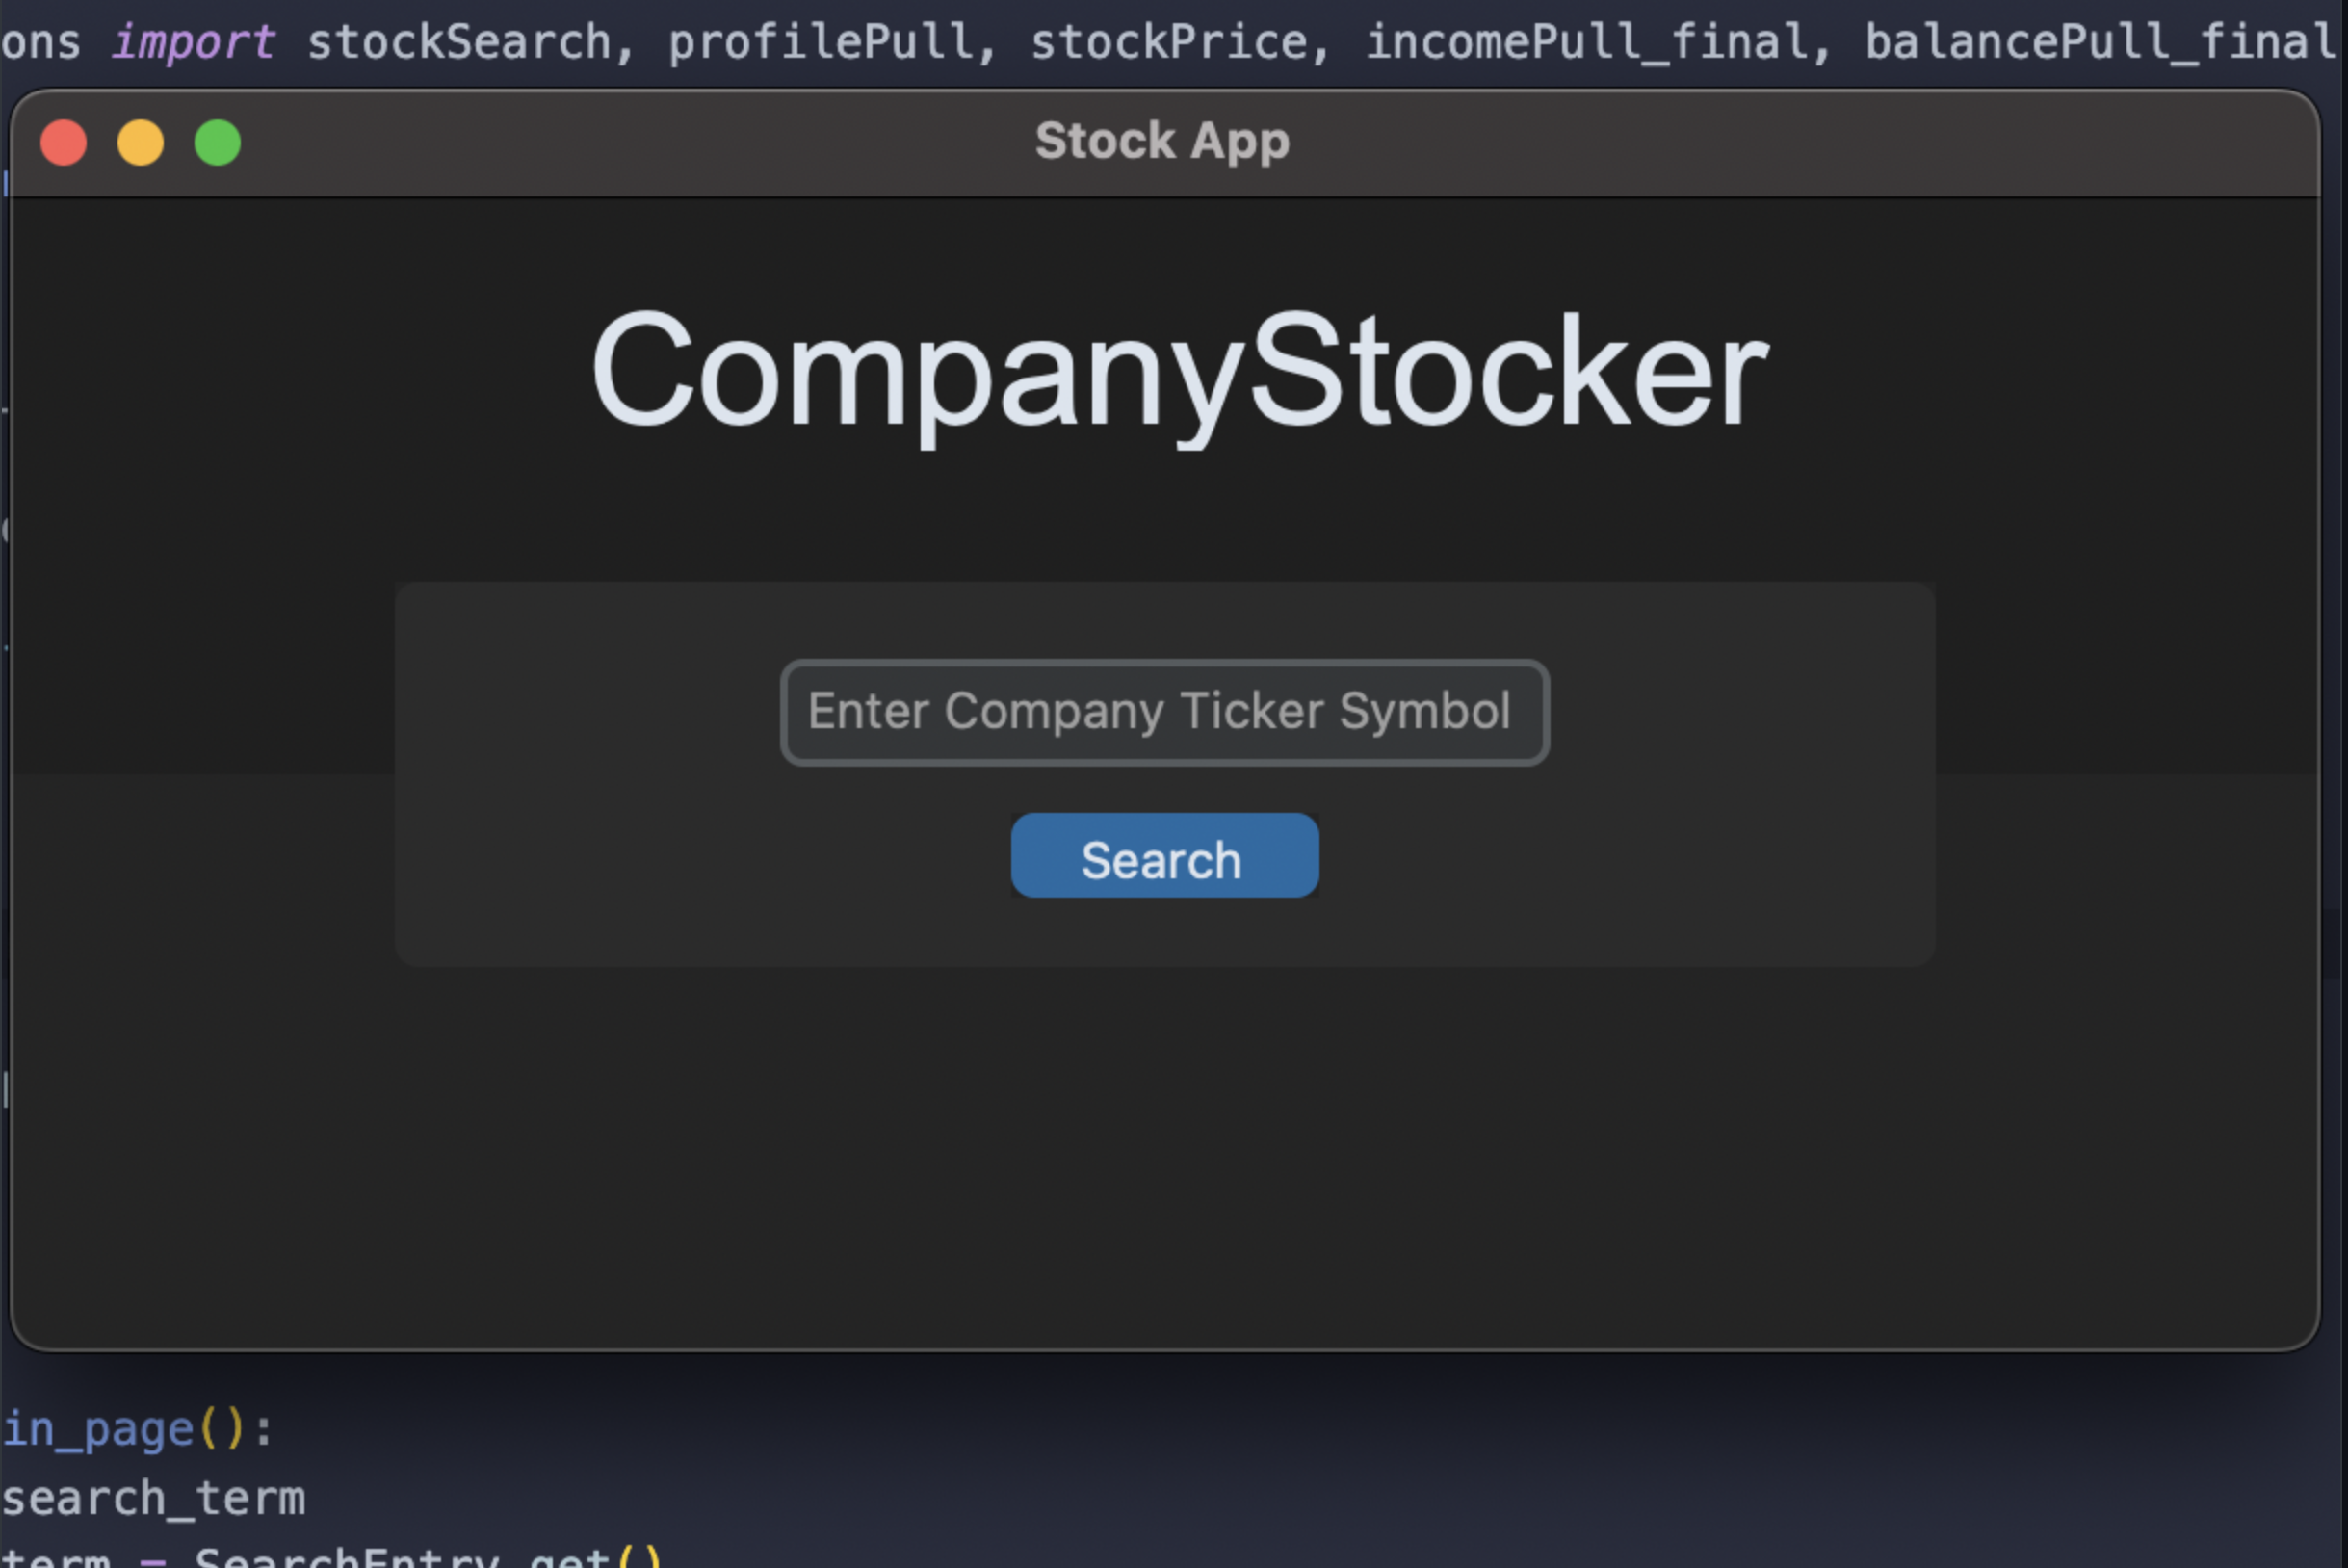 ons import stockSearch, profilePull, stockPrice, incomePull_final, balancePull_final
Stock App
CompanyStocker
Enter Company Ticker Symbol
Search
in_page():
search_term
term = SearchEntry.get()